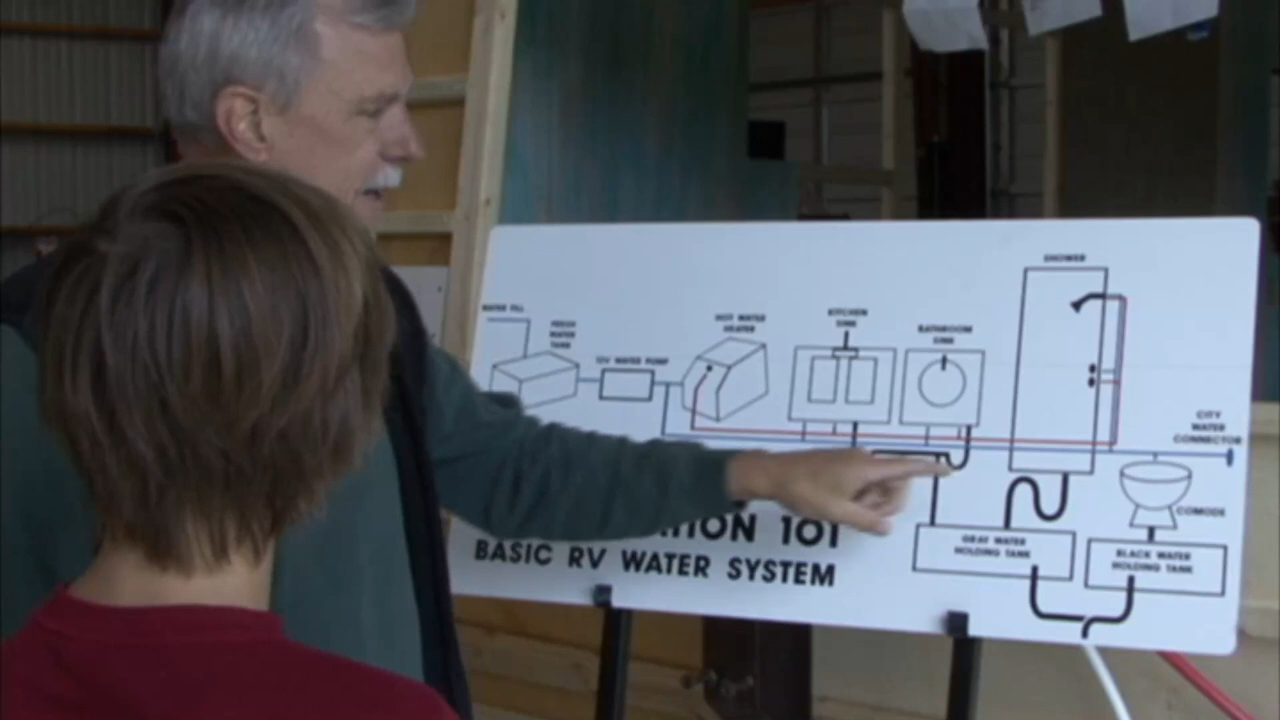 SHOWER
WATER FILL
FRESH
WATER
TANK
12V WATER PUMP
HOT WATER
HEATER
KITCHEN
SINK
BATHROOM
SINK
CITY
WATER
CONNECTOR
COMODE
GRAY WATER
HOLDING TANK
BLACK WATER
HOLDING TANK
101
BASIC RV WATER SYSTEM